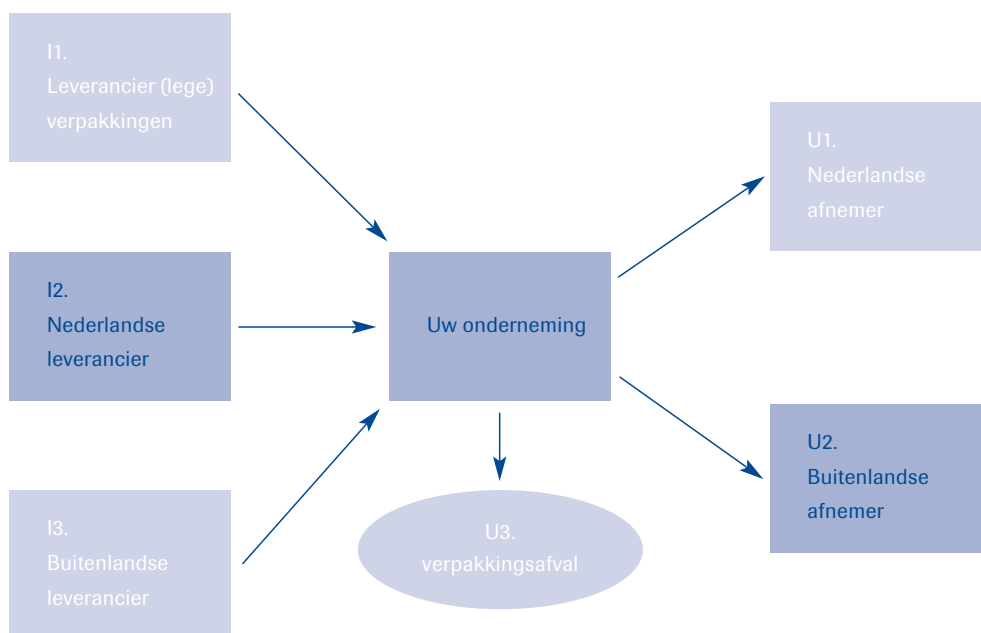 I1.
Leverancier (lege)
verpakkingen
I2.
Nederlandse
leverancier
I3.
Buitenlandse
leverancier
Uw onderneming
U3.
verpakkingsafval
U1.
Nederlandse
afnemer
U2.
Buitenlandse
afnemer